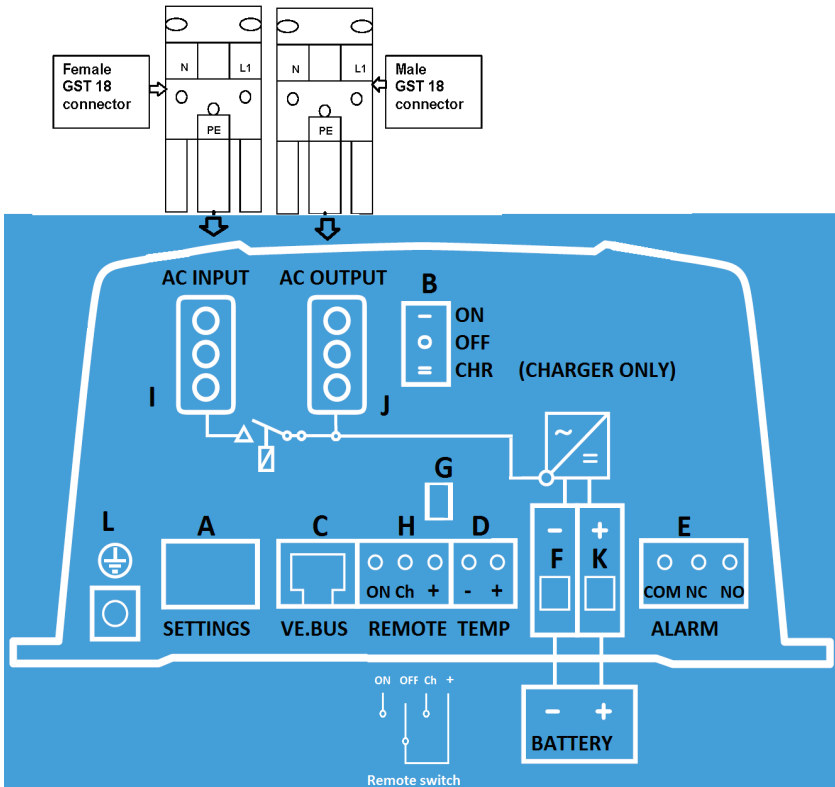 Female
GST 18
connector
N L1
PE
N L1
PE
Male
GST 18
connector
AC INPUT
AC OUTPUT
B
ON
OFF
CHR (CHARGER ONLY)
I
J
~
=
G
L
A
SETTINGS
C
VE.BUS
H
ON Ch +
REMOTE
D
- +
TEMP
- +
F K
E
COM NC NO
ALARM
ON OFF Ch +
Remote switch
- +
BATTERY